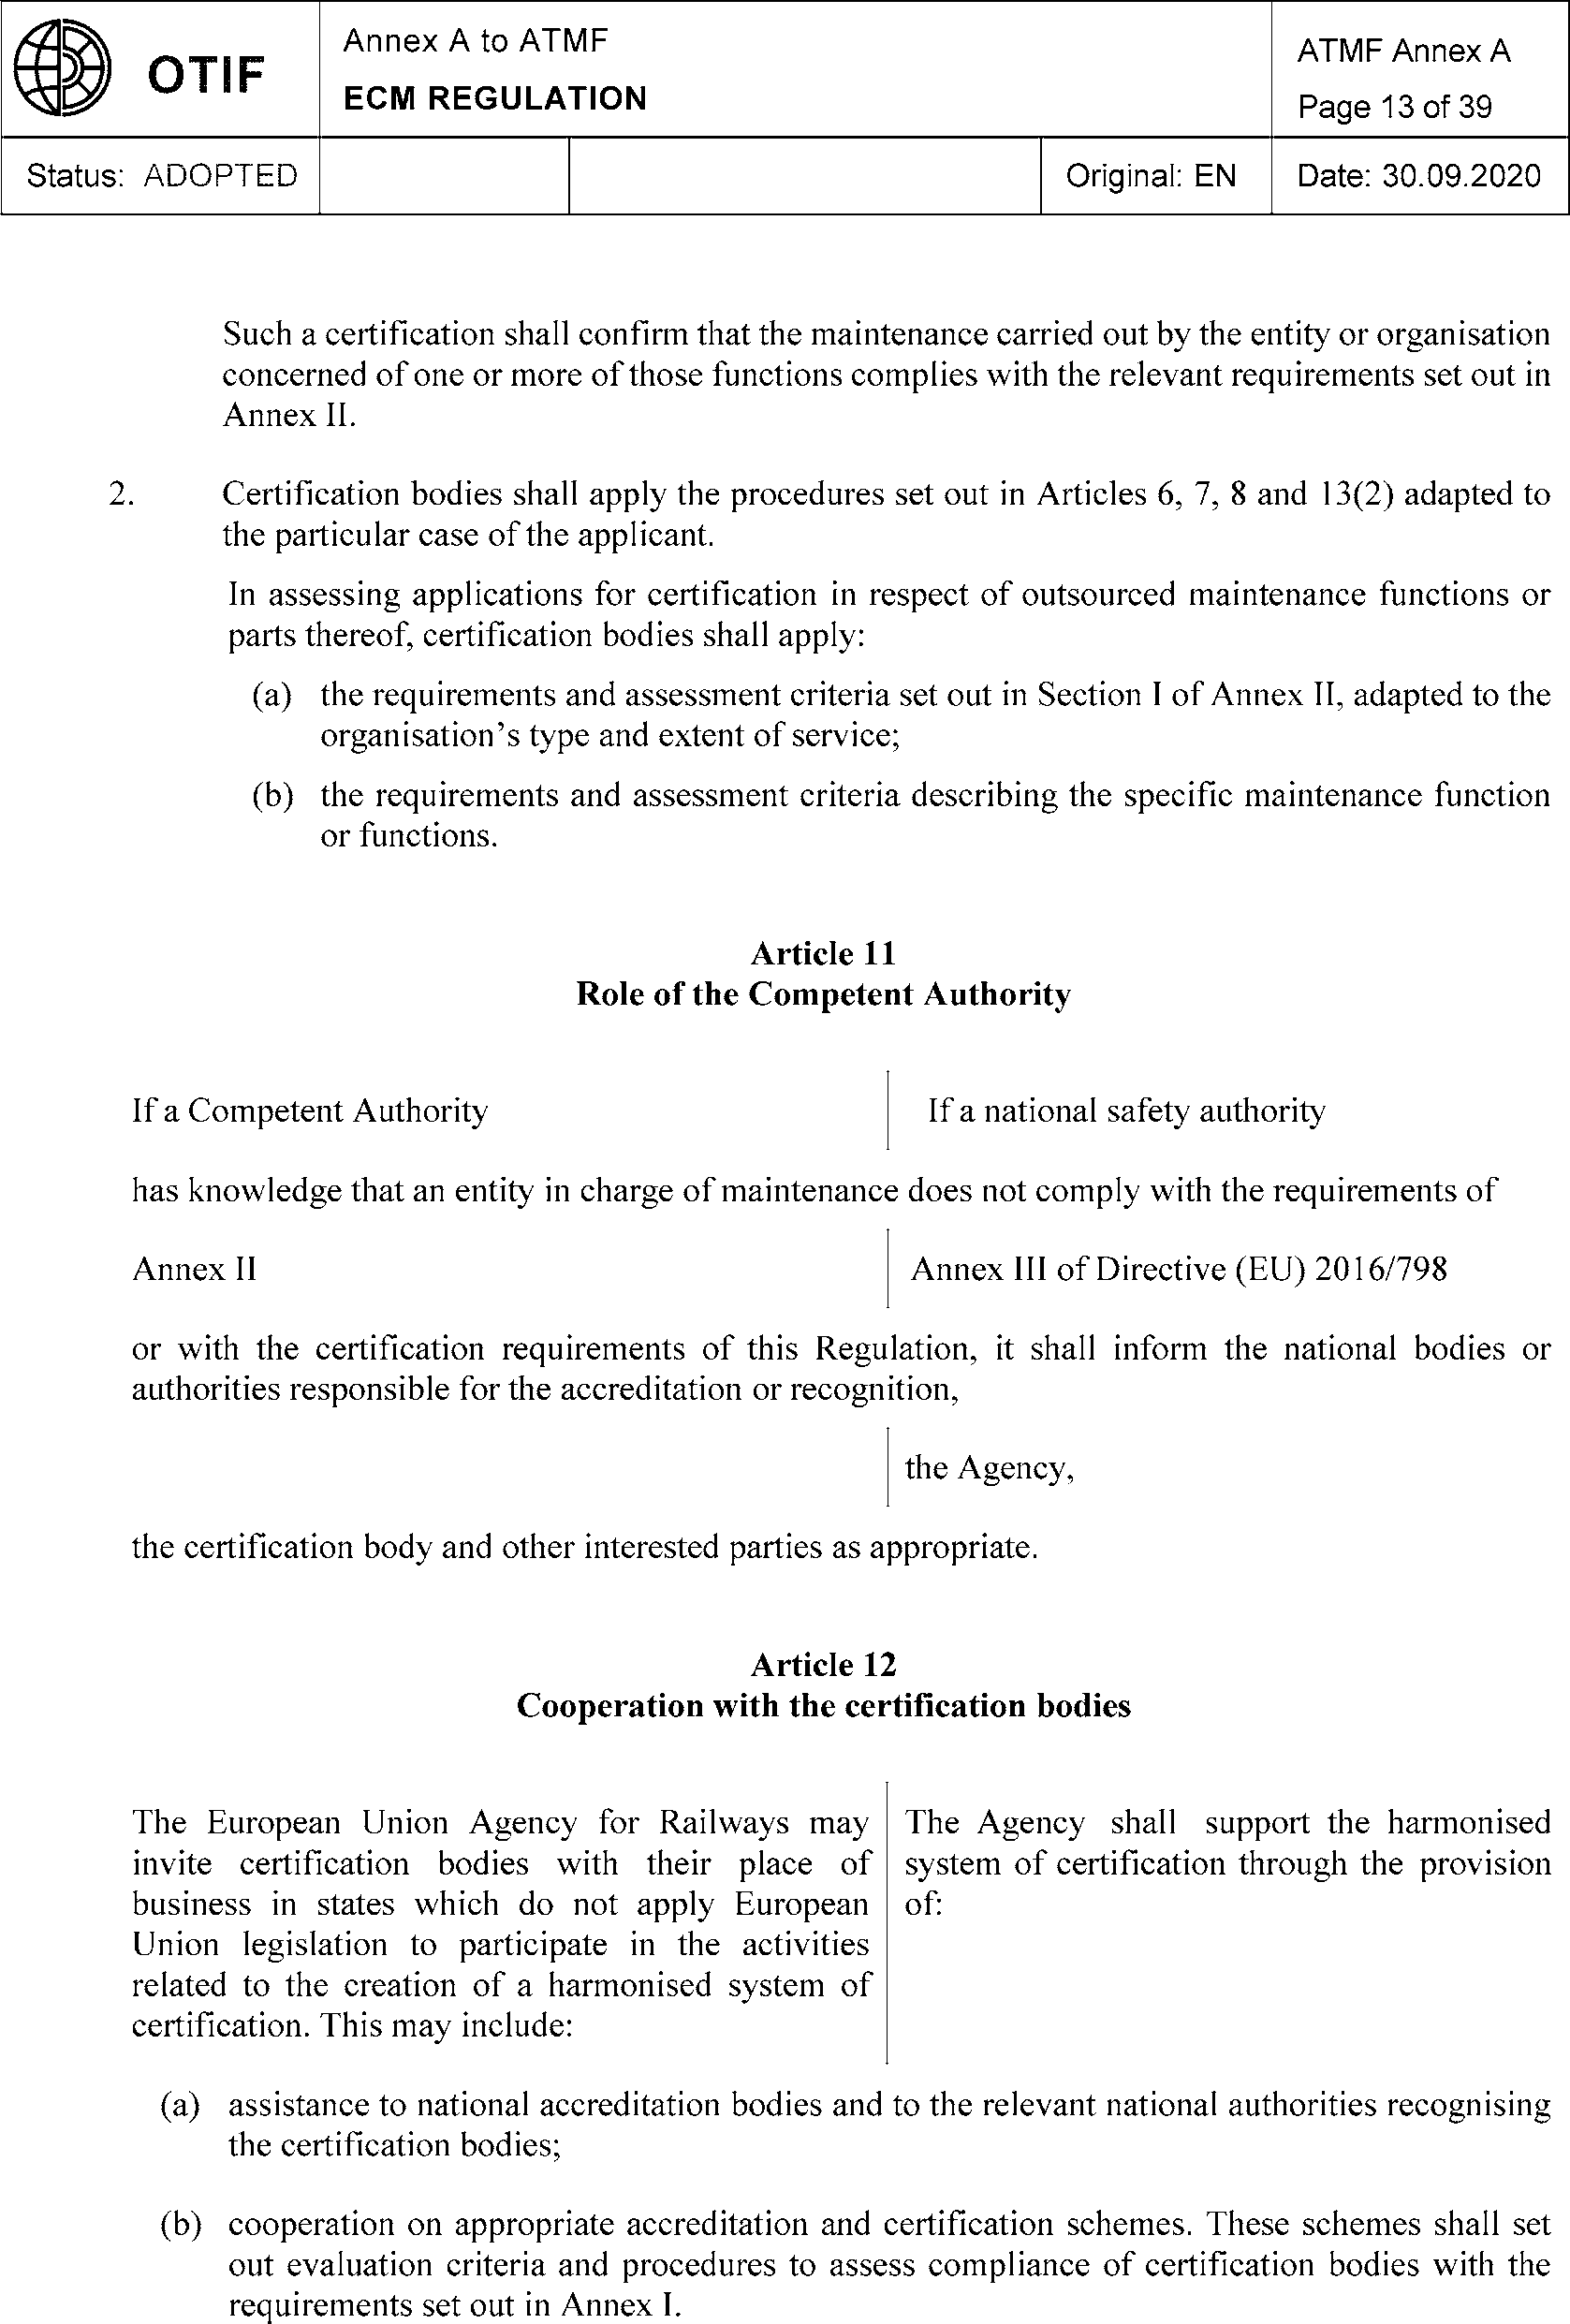 OTIF
Annex A to ATMF
ECM REGULATION
ATMF Annex A
Page 13 of 39
Status: ADOPTED
Original: EN
Date: 30.09.2020
Such a certification shall confirm that the maintenance carried out by the entity or organisation
concerned of one or more of those functions complies with the relevant requirements set out in
Annex II.
2. Certification bodies shall apply the procedures set out in Articles 6, 7, 8 and 13(2) adapted to
the particular case of the applicant.
In assessing applications for certification in respect of outsourced maintenance functions or
parts thereof, certification bodies shall apply:
(a) the requirements and assessment criteria set out in Section I of Annex II, adapted to the
organisation’s type and extent of service;
(b) the requirements and assessment criteria describing the specific maintenance function
or functions.
Article 11
Role of the Competent Authority
If a Competent Authority
If a national safety authority
has knowledge that an entity in charge of maintenance does not comply with the requirements of
Annex II
Annex III of Directive (EU) 2016/798
or with the certification requirements of this Regulation, it shall inform the national bodies or
authorities responsible for the accreditation or recognition,
the Agency,
the certification body and other interested parties as appropriate.
Article 12
Cooperation with the certification bodies
The European Union Agency for Railways may
invite certification bodies with their place of
business in states which do not apply European
Union legislation to participate in the activities
related to the creation of a harmonised system of
certification. This may include:
The Agency shall support the harmonised
system of certification through the provision
of:
(a) assistance to national accreditation bodies and to the relevant national authorities recognising
the certification bodies;
(b) cooperation on appropriate accreditation and certification schemes. These schemes shall set
out evaluation criteria and procedures to assess compliance of certification bodies with the
requirements set out in Annex I.